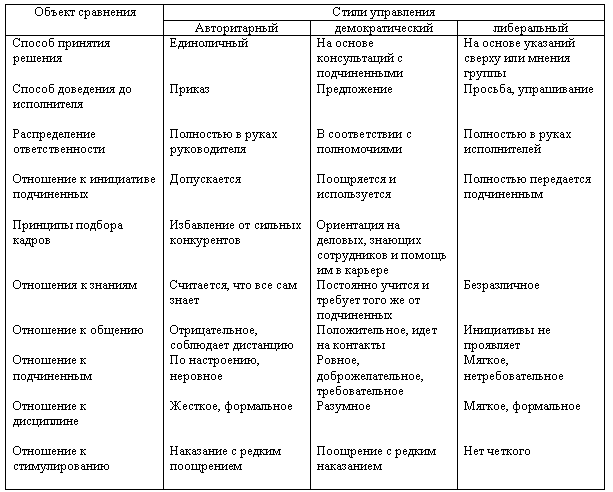 Объект сравнения
Стили управления
Авторитарный
демократический
либеральный
Способ принятия
решения
Единоличный
На основе
консультаций с
подчиненными
На основе указаний
сверху или мнения
группы
Способ доведения до
исполнителя
Приказ
Предложение
Просьба, упрашивание
Распределение
ответственности
Полностью в руках
руководителя
В соответствии с
полномочиями
Полностью в руках
исполнителей
Отношение к инициативе
подчиненных
Допускается
Поощряется и
используется
Полностью передается
подчиненным
Принципы подбора
кадров
Избавление от сильных
конкурентов
Ориентация на
деловых, знающих
сотрудников и помощь
им в карьере
Отношения к знаниям
Считается, что все сам
знает
Постоянно учится и
требует того же от
подчиненных
Безразличное
Отношение к общению
Отрицательное,
соблюдает дистанцию
Положительное, идет
на контакты
Инициативы не
проявляет
Отношение к
подчиненным
По настроению,
неровное
Ровное,
доброжелательное,
требовательное
Мягкое,
нетребовательное
Отношение к
дисциплине
Жесткое, формальное
Разумное
Мягкое, формальное
Отношение к
стимулированию
Наказание с редким
поощрением
Поощрение с редким
наказанием
Нет четкого